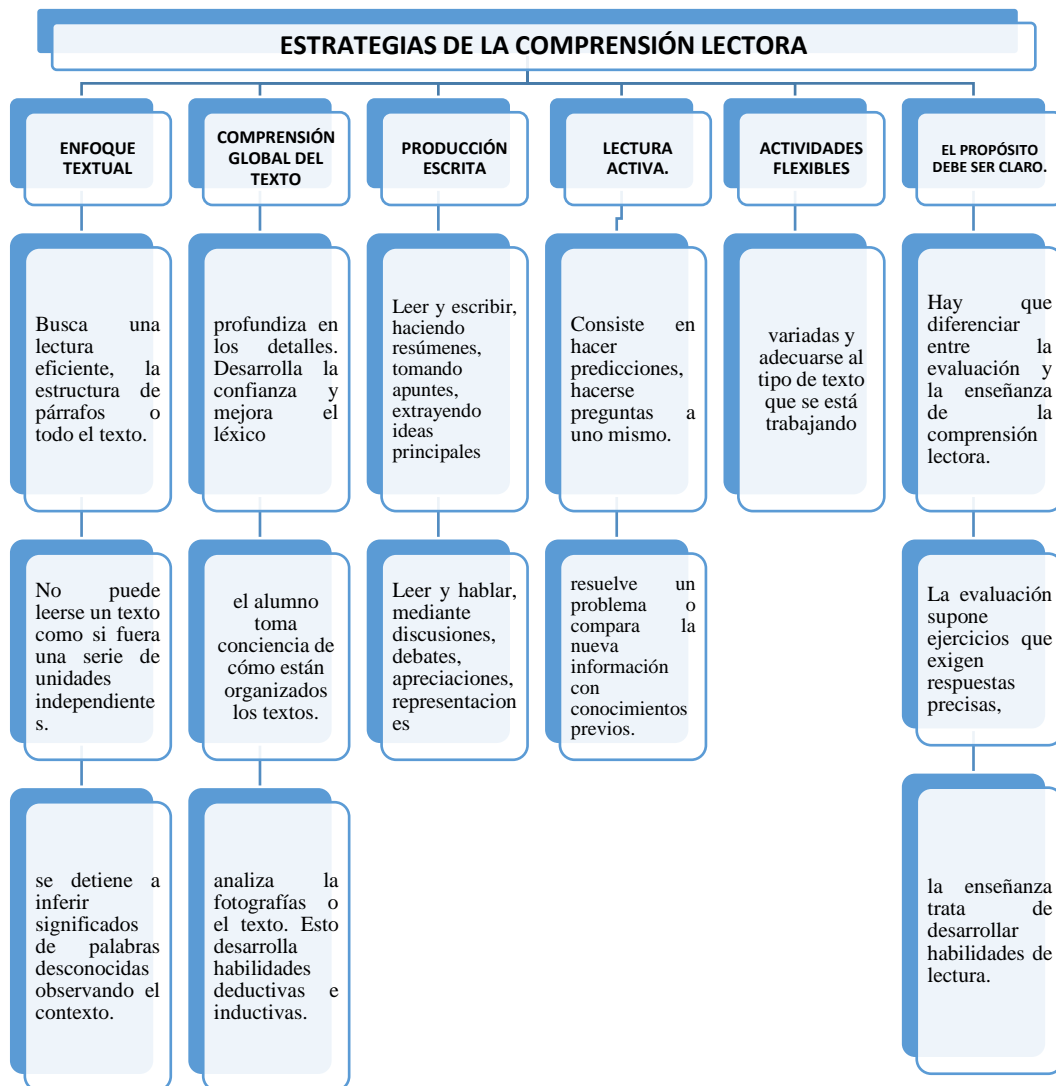 ESTRATEGIAS DE LA COMPRENSIÓN LECTORA
ENFOQUE
TEXTUAL
Busca una
lectura
eficiente, la
estructura de
párrafos o
todo el texto.
No puede
leerse un texto
como si fuera
una serie de
unidades
independiente
s.
se detiene a
inferir
significados
de palabras
desconocidas
observando el
contexto.
COMPRENSIÓN
GLOBAL DEL
TEXTO
profundiza en
los detalles.
Desarrolla la
confianza y
mejora el
léxico
el alumno
toma
conciencia de
cómo están
organizados
los textos.
analiza la
fotografías o
el texto. Esto
desarrolla
habilidades
deductivas e
inductivas.
PRODUCCIÓN
ESCRITA
Leer y escribir,
haciendo
resúmenes,
tomando
apuntes,
extrayendo
ideas
principales
Leer y hablar,
mediante
discusiones,
debates,
apreciaciones,
representacion
es
LECTURA
ACTIVA.
Consiste en
hacer
predicciones,
hacerse
preguntas a
uno mismo.
resuelve un
problema o
compara la
nueva
información
con
conocimientos
previos.
ACTIVIDADES
FLEXIBLES
variadas y
adecuarse al
tipo de texto
que se está
trabajando
EL PROPÓSITO
DEBE SER CLARO.
Hay que
diferenciar
entre la
evaluación y
la enseñanza
de la
comprensión
lectora.
La evaluación
supone
ejercicios que
exigen
respuestas
precisas,
la enseñanza
trata de
desarrollar
habilidades de
lectura.